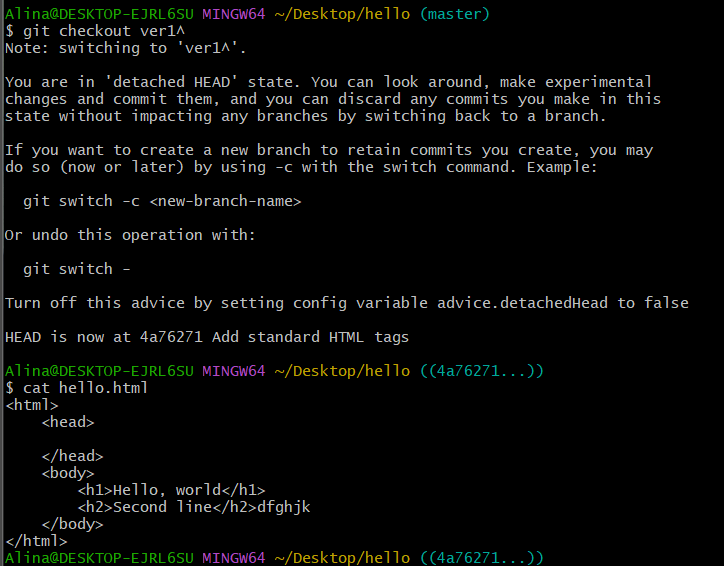 Alina@DESKTOP-EJRL6SU MINGW64 ~/Desktop/hello (master)
$ git checkout ver1^
Note: switching to 'ver1^'.

You are in 'detached HEAD' state. You can look around, make experimental
changes and commit them, and you can discard any commits you make in this
state without impacting any branches by switching back to a branch.

If you want to create a new branch to retain commits you create, you may
do so (now or later) by using -c with the switch command. Example:

  git switch -c <new-branch-name>

Or undo this operation with:

  git switch -

Turn off this advice by setting config variable advice.detachedHead to false

HEAD is now at 4a76271 Add standard HTML tags

Alina@DESKTOP-EJRL6SU MINGW64 ~/Desktop/hello ((4a76271...))
$ cat hello.html
<html>
    <head>

    </head>
    <body>
        <h1>Hello, world</h1>
        <h2>Second line</h2>dfghjk
    </body>
</html>
Alina@DESKTOP-EJRL6SU MINGW64 ~/Desktop/hello ((4a76271...))